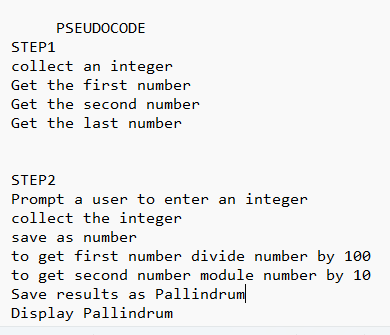 PSEUDOCODE
STEP1
collect an integer
Get the first number
Get the second number
Get the last number
STEP2
Prompt a user to enter an integer
collect the integer
save as number
to get first number divide number by 100
to get second number module number by 10
Save results as Pallindrum
Display Pallindrum